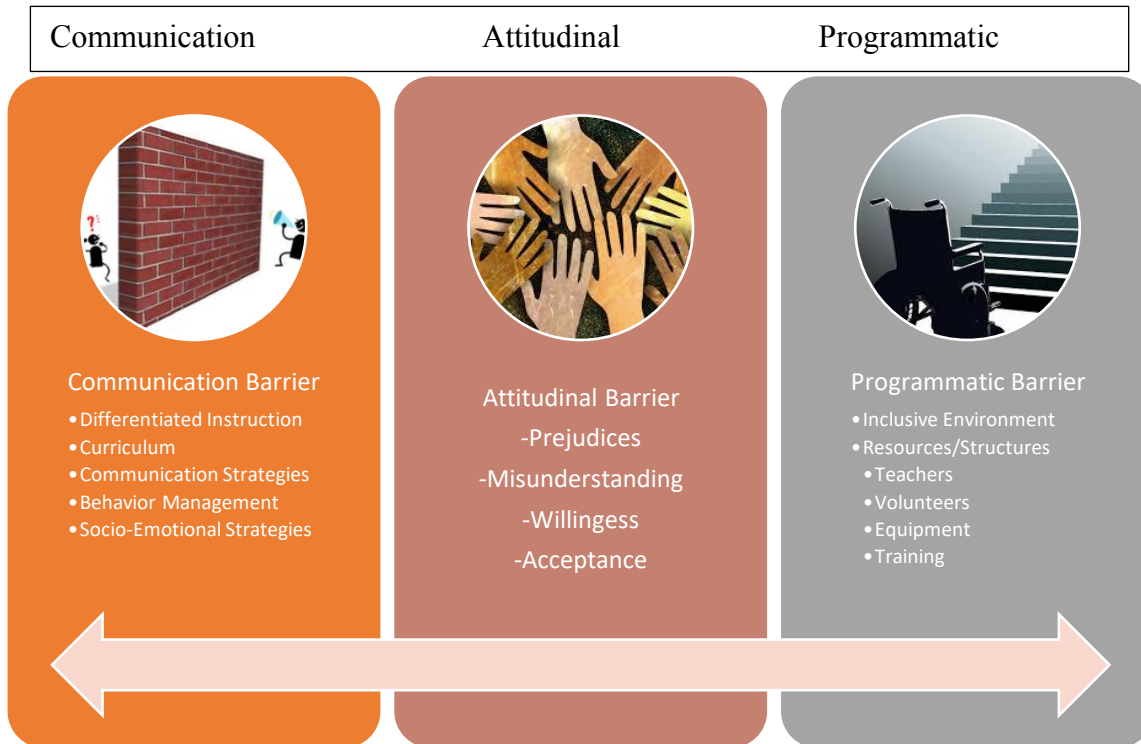 Communication Attitudinal Programmatic
??
Communication Barrier
•Differentiated Instruction
•Curriculum
•Communication Strategies
•Behavior Management
•Socio-Emotional Strategies
Attitudinal Barrier
-Prejudices
-Misunderstanding
-Willingess
-Acceptance
Programmatic Barrier
•Inclusive Environment
•Resources/Structures
•Teachers
•Volunteers
•Equipment
•Training